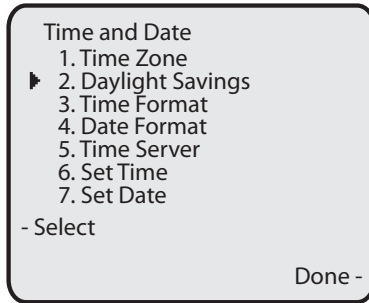 Time and Date
1. Time Zone
2. Daylight Savings
3. Time Format
4. Date Format
5. Time Server
6. Set Time
7. Set Date
- Select
Done -